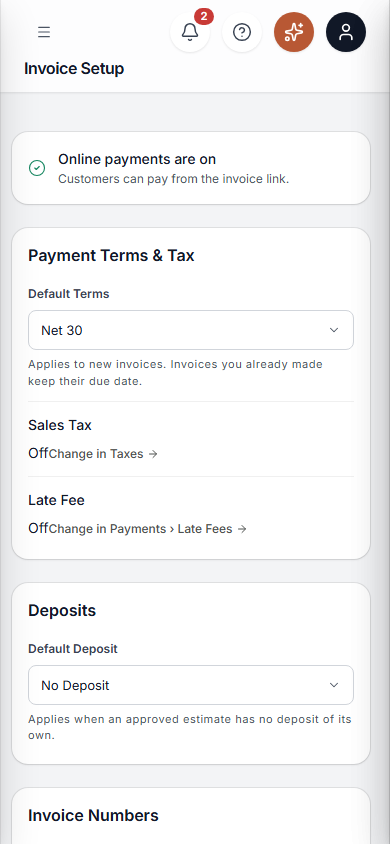 2
Invoice Setup
Online payments are on
Customers can pay from the invoice link.
Payment Terms & Tax
Default Terms
Net 30
Applies to new invoices. Invoices you already made
keep their due date.
Sales Tax
OffChange in Taxes →
Late Fee
OffChange in Payments › Late Fees →
Deposits
Default Deposit
No Deposit
Applies when an approved estimate has no deposit of its
own.
Invoice Numbers